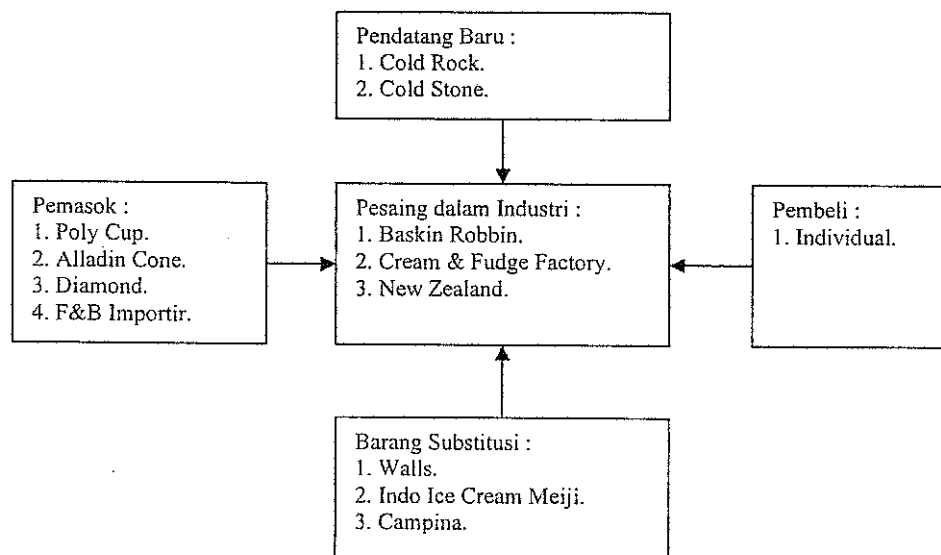 Pendatang Baru :
1. Cold Rock.
2. Cold Stone.
Pemasok :
1. Poly Cup.
2. Alladin Cone.
3. Diamond.
4. F&B Importir.
Pesaing dalam Industri :
1. Baskin Robbin.
2. Cream & Fudge Factory.
3. New Zealand.
Pembeli :
1. Individual.
Barang Substitusi :
1. Walls.
2. Indo Ice Cream Meiji.
3. Campina.